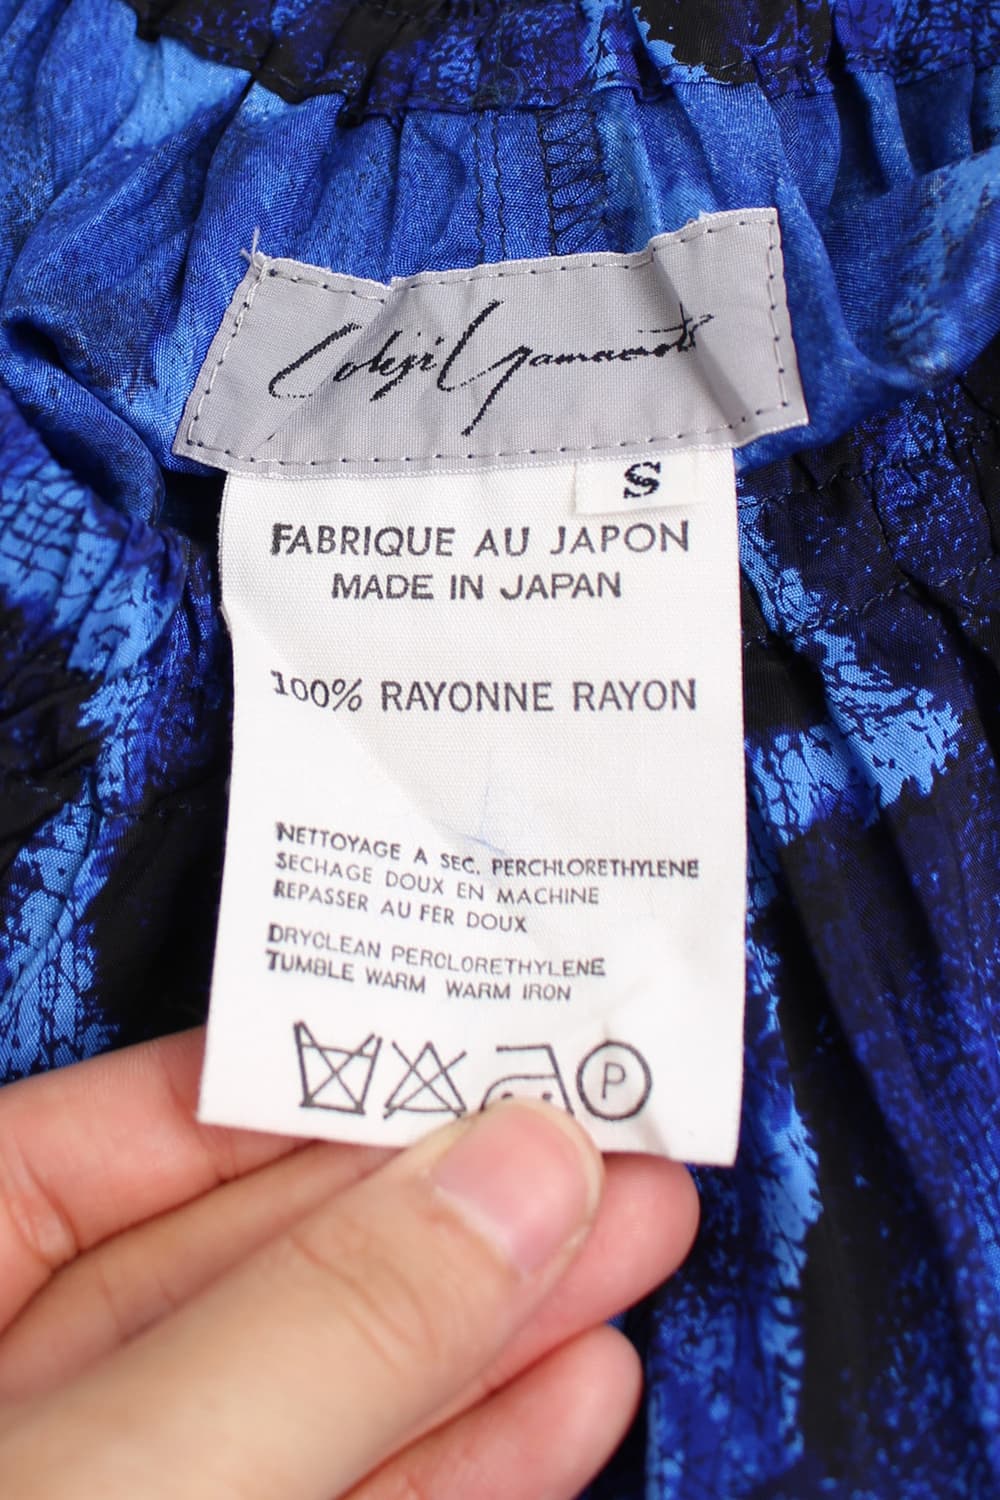 Yohji Yamamoto
S
FABRIQUE AU JAPON
MADE IN JAPAN
100% RAYONNE RAYON
NETTOYAGE A SEC. PERCHLORETHYLENE
SECHAGE DOUX EN MACHINE
REPASSER AU FER DOUX
DRYCLEAN PERCLORETHYLENE
TUMBLE WARM WARM IRON
P